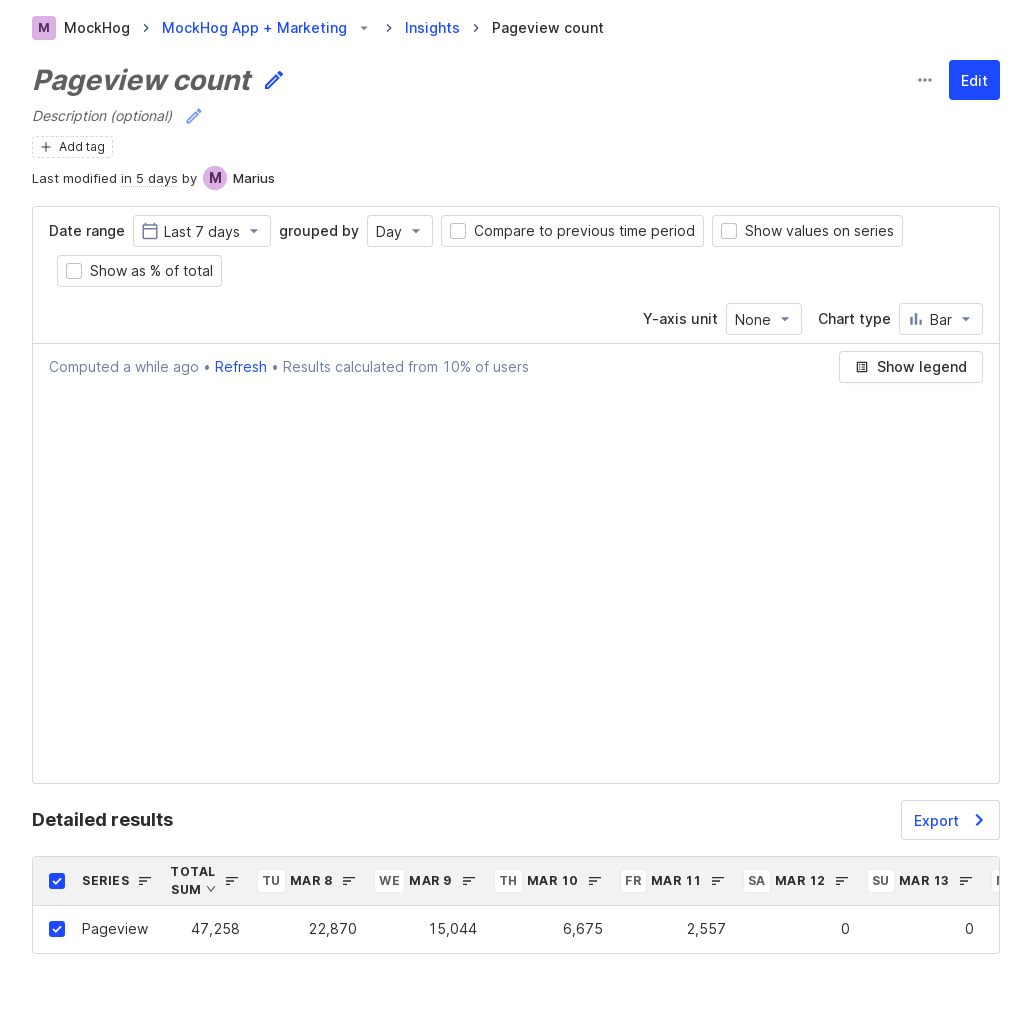 M MockHog > MockHog App + Marketing > Insights > Pageview count
Pageview count
Edit
Description (optional)
+ Add tag
Last modified in 5 days by M Marius
Date range Last 7 days grouped by Day Compare to previous time period Show values on series
Show as % of total
Y-axis unit None Chart type Bar
Computed a while ago • Refresh • Results calculated from 10% of users Show legend
Detailed results Export
SERIES TOTAL SUM TU MAR 8 WE MAR 9 TH MAR 10 FR MAR 11 SA MAR 12 SU MAR 13
Pageview 47,258 22,870 15,044 6,675 2,557 0 0